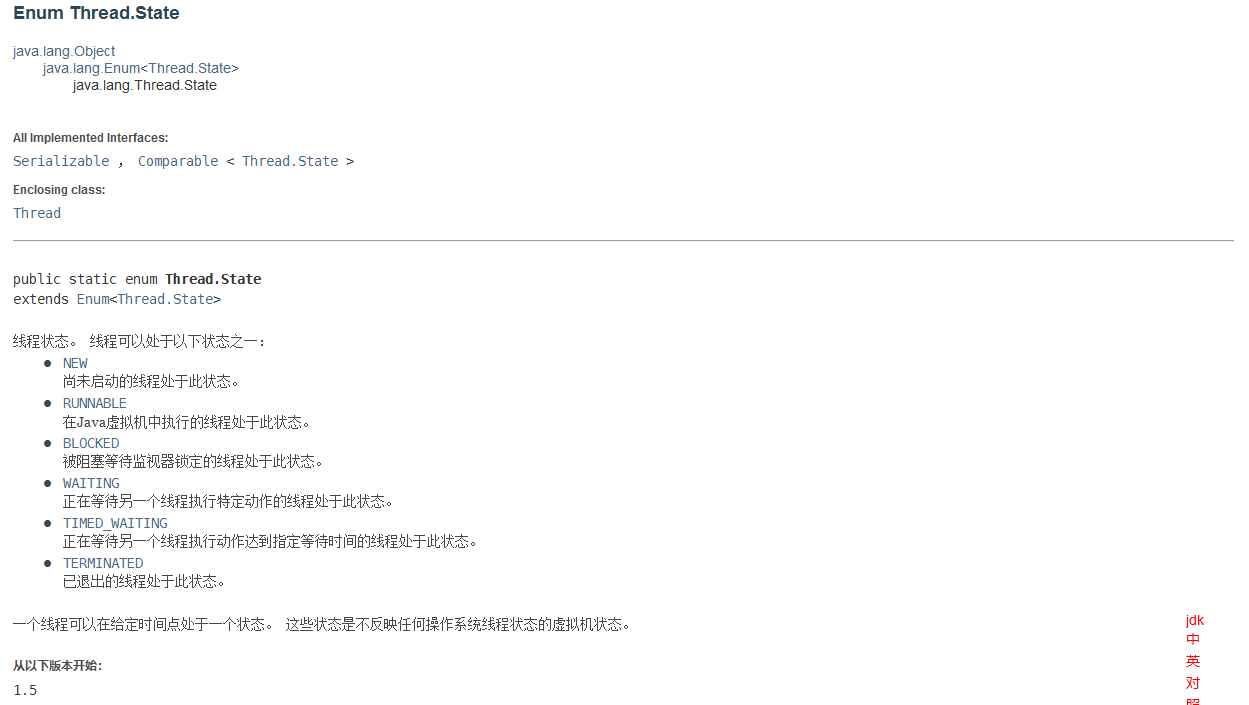 Enum Thread.State
java.lang.Object
java.lang.Enum<Thread.State>
java.lang.Thread.State
All Implemented Interfaces:
Serializable , Comparable < Thread.State >
Enclosing class:
Thread
public static enum Thread.State
extends Enum<Thread.State>
线程状态。 线程可以处于以下状态之一：
● NEW
尚未启动的线程处于此状态。
● RUNNABLE
在Java虚拟机中执行的线程处于此状态。
● BLOCKED
被阻塞等待监视器锁定的线程处于此状态。
● WAITING
正在等待另一个线程执行特定动作的线程处于此状态。
● TIMED_WAITING
正在等待另一个线程执行动作达到指定等待时间的线程处于此状态。
● TERMINATED
已退出的线程处于此状态。
一个线程可以在给定时间点处于一个状态。 这些状态是不反映任何操作系统线程状态的虚拟机状态。
从以下版本开始：
1.5
jdk
中
英
对
照